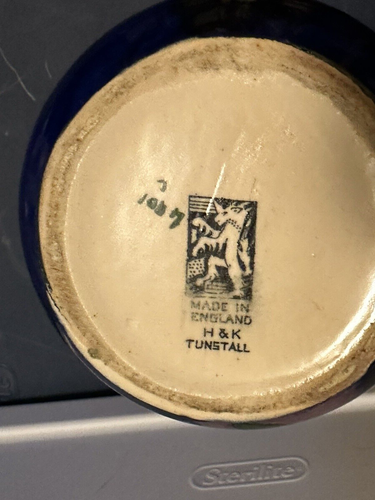 MADE IN
ENGLAND
H & K
TUNSTALL
Sterilite